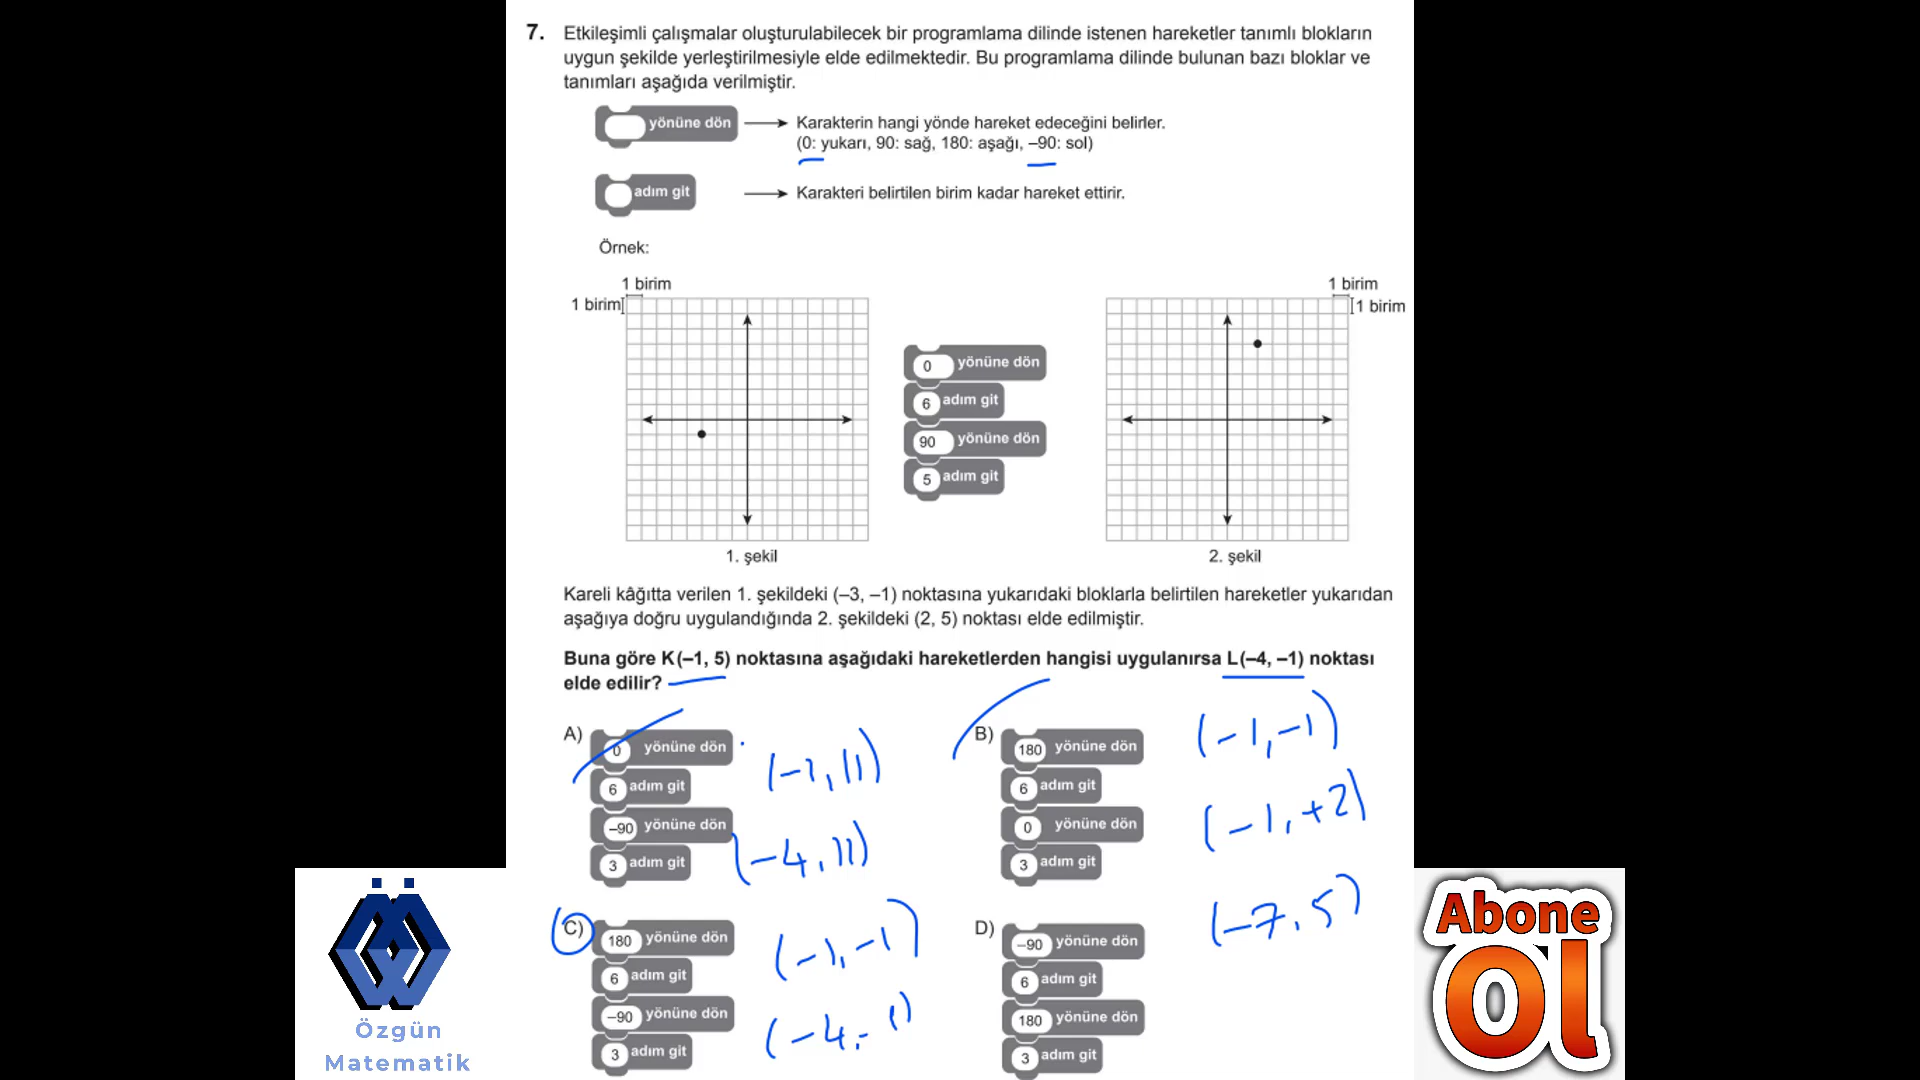 7. Etkileşimli çalışmalar oluşturulabilecek bir programlama dilinde istenen hareketler tanımlı blokların
uygun şekilde yerleştirilmesiyle elde edilmektedir. Bu programlama dilinde bulunan bazı bloklar ve
tanımları aşağıda verilmiştir.
yönüne dön Karakterin hangi yönde hareket edeceğini belirler.
(0: yukarı, 90: sağ, 180: aşağı, –90: sol)
adım git Karakteri belirtilen birim kadar hareket ettirir.
Örnek:
1 birim
1 birim
1 birim
1 birim
0 yönüne dön
6 adım git
90 yönüne dön
5 adım git
1. şekil
2. şekil
Kareli kâğıtta verilen 1. şekildeki (–3, –1) noktasına yukarıdaki bloklarla belirtilen hareketler yukarıdan
aşağıya doğru uygulandığında 2. şekildeki (2, 5) noktası elde edilmiştir.
Buna göre K(–1, 5) noktasına aşağıdaki hareketlerden hangisi uygulanırsa L(–4, –1) noktası
elde edilir?
A)
0 yönüne dön
6 adım git
–90 yönüne dön
3 adım git
(-1, 11)
(-4, 11)
B)
180 yönüne dön
6 adım git
0 yönüne dön
3 adım git
(-1, -1)
(-1, +2)
C)
180 yönüne dön
6 adım git
–90 yönüne dön
3 adım git
(-1, -1)
(-4, -1)
D)
–90 yönüne dön
6 adım git
180 yönüne dön
3 adım git
(-7, 5)
Özgün
Matematik
Abone
Ol